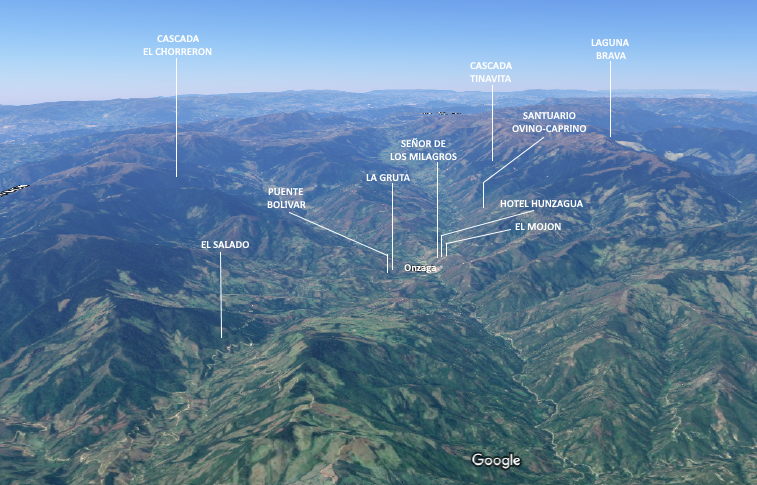 CASCADA
EL CHORRERON
LAGUNA
BRAVA
CASCADA
TINAVITA
SANTUARIO
OVINO-CAPRINO
SEÑOR DE
LOS MILAGROS
LA GRUTA
PUENTE
BOLIVAR
HOTEL HUNZAGUA
EL MOJON
EL SALADO
Onzaga
Google